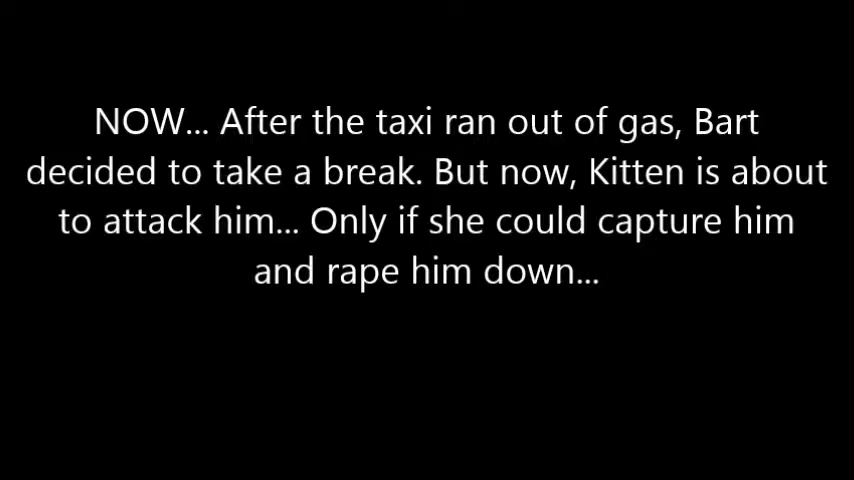 NOW... After the taxi ran out of gas, Bart
decided to take a break. But now, Kitten is about
to attack him... Only if she could capture him
and rape him down...